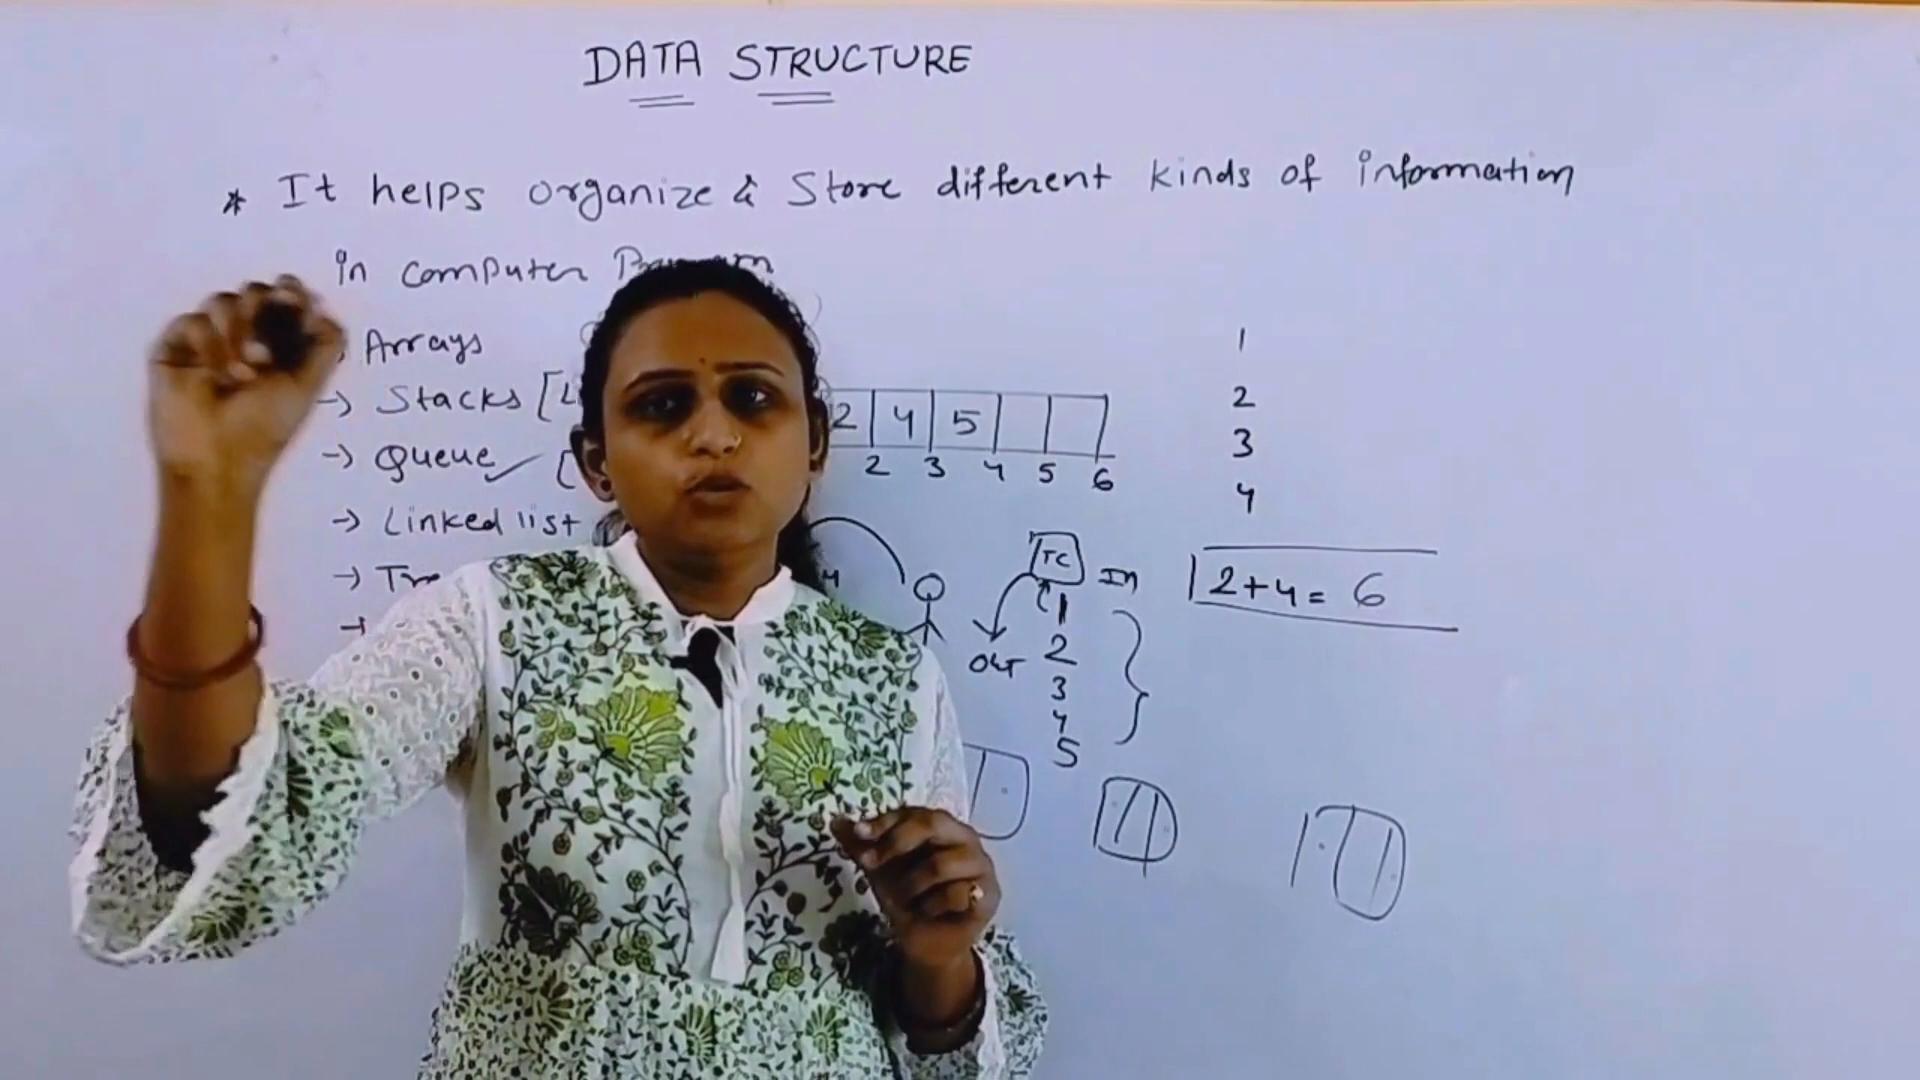 DATA STRUCTURE
* It helps organize & Store different kinds of information
in computer
Arrays
→ Stacks [L
→ Queue ✓ [
→ Linked list
→
2 4 5
2 3 4 5 6
1
2
3
4
TC In
Out
1
2
3
4
5
2+4= 6
4